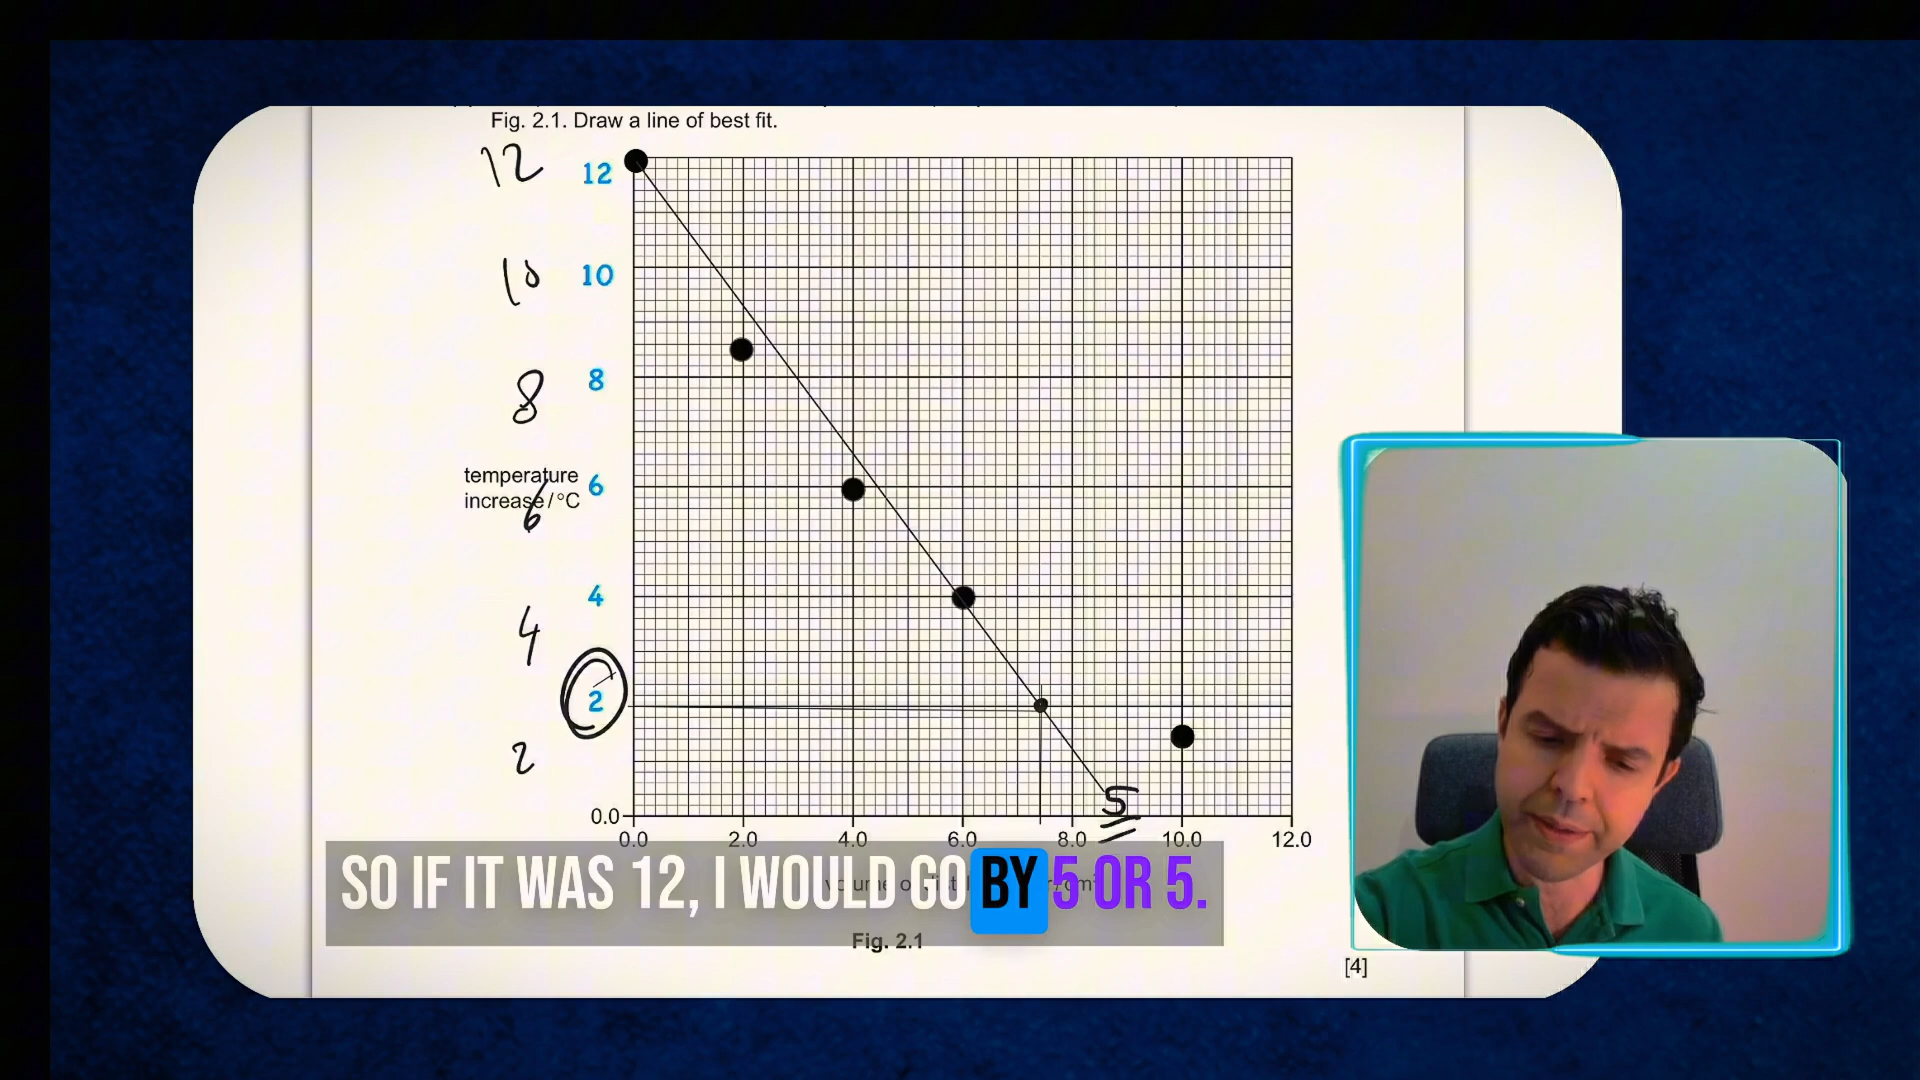 Fig. 2.1. Draw a line of best fit.
12 12
10 10
8 8
temperature
increase / °C
6 6
4 4
2
2
5
0.0
0.0 2.0 4.0 6.0 8.0 10.0 12.0
SO IF IT WAS 12, I WOULD GO BY 5 OR 5.
Fig. 2.1
[4]